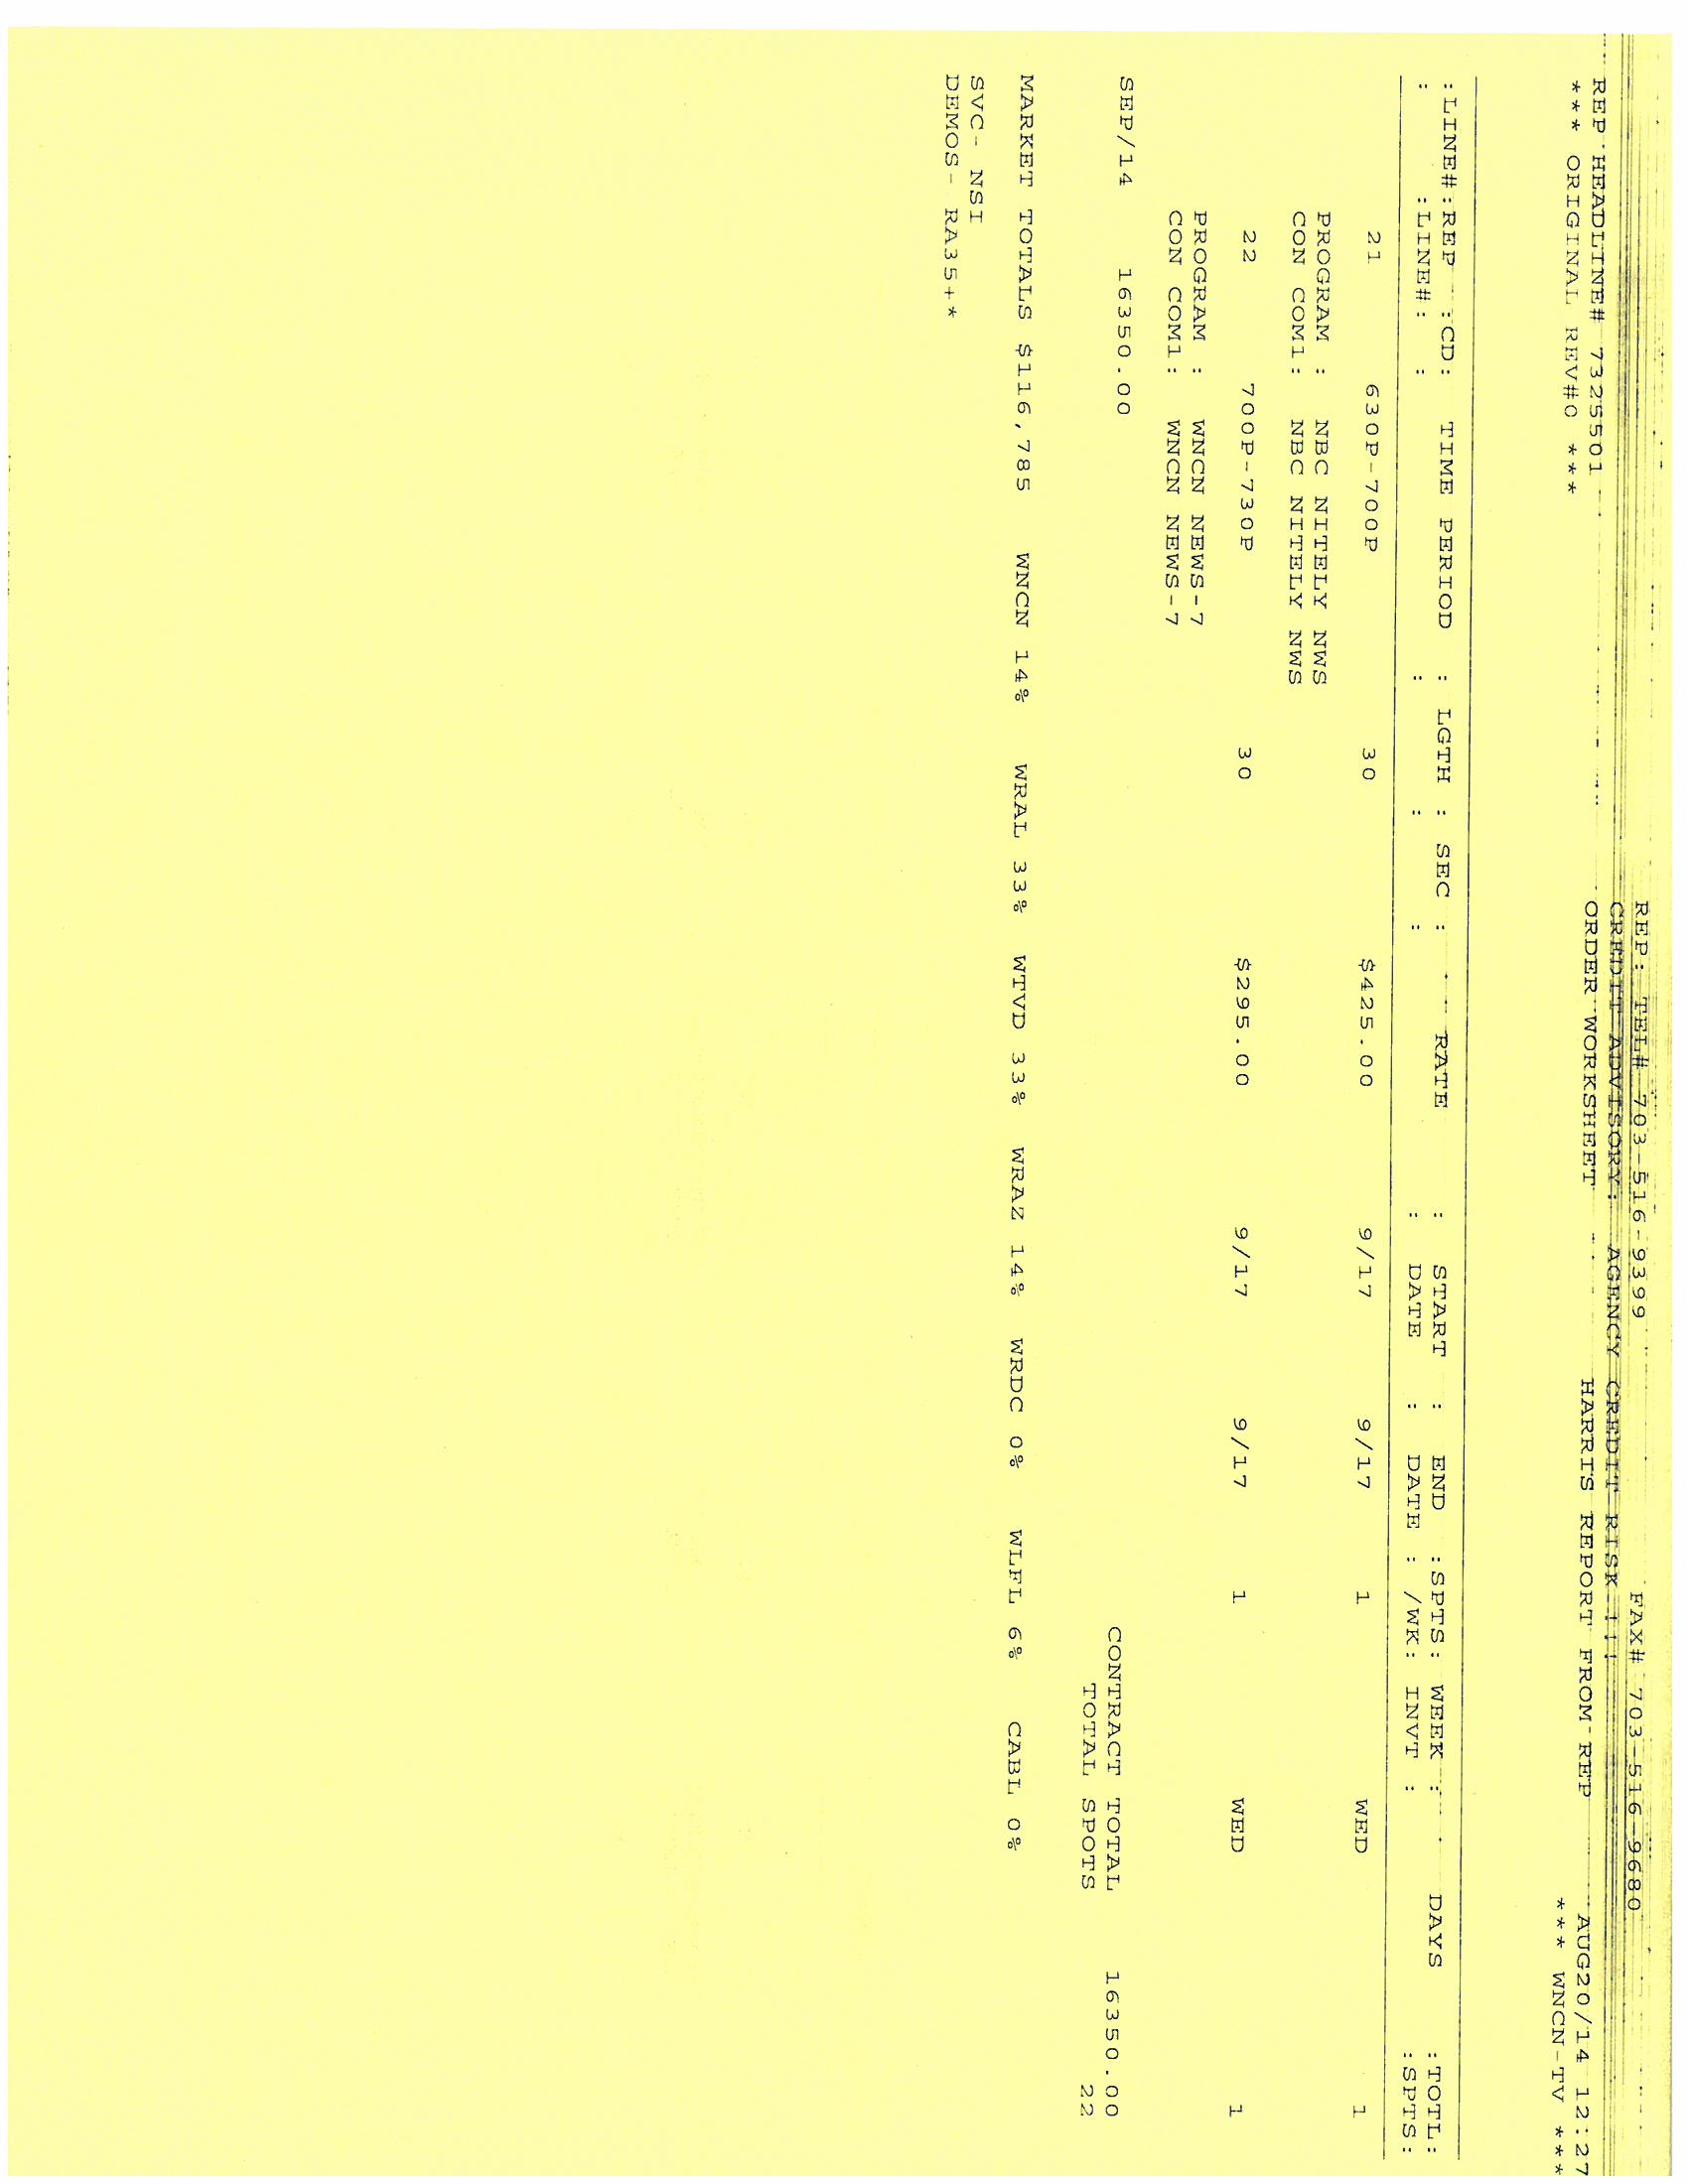 REP: TEL# 703-516-9399 FAX# 703-516-9680
CREDIT ADVISORY: AGENCY CREDIT RISK !!!
REP HEADLINE# 7325501 ORDER WORKSHEET HARRIS REPORT FROM REP AUG20/14 12:27
*** ORIGINAL REV#0 *** *** WNCN-TV ***
:LINE#:REP :CD: TIME PERIOD : LGTH : SEC : RATE : START : END :SPTS: WEEK : DAYS :TOTL:
: :LINE#: : : : : DATE : DATE : /WK: INVT : :SPTS:
21 630P-700P 30 $425.00 9/17 9/17 1 WED 1
PROGRAM : NBC NITELY NWS
CON COM1: NBC NITELY NWS
22 700P-730P 30 $295.00 9/17 9/17 1 WED 1
PROGRAM : WNCN NEWS-7
CON COM1: WNCN NEWS-7
SEP/14 16350.00 CONTRACT TOTAL 16350.00
TOTAL SPOTS 22
MARKET TOTALS $116,785 WNCN 14% WRAL 33% WTVD 33% WRAZ 14% WRDC 0% WLFL 6% CABL 0%
SVC- NSI
DEMOS- RA35+*